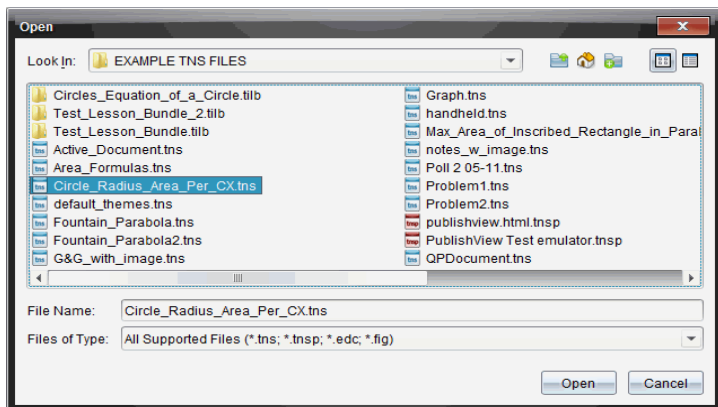 Open
Look In: EXAMPLE TNS FILES
Circles_Equation_of_a_Circle.tilb
Test_Lesson_Bundle_2.tilb
Test_Lesson_Bundle.tilb
Active_Document.tns
Area_Formulas.tns
Circle_Radius_Area_Per_CX.tns
default_themes.tns
Fountain_Parabola.tns
Fountain_Parabola2.tns
G&G_with_image.tns
Graph.tns
handheld.tns
Max_Area_of_Inscribed_Rectangle_in_Paral
notes_w_image.tns
Poll 2 05-11.tns
Problem1.tns
Problem2.tns
publishview.html.tnsp
PublishView Test emulator.tnsp
QPDocument.tns
File Name: Circle_Radius_Area_Per_CX.tns
Files of Type: All Supported Files (*.tns; *.tnsp; *.edc; *.fig)
Open Cancel